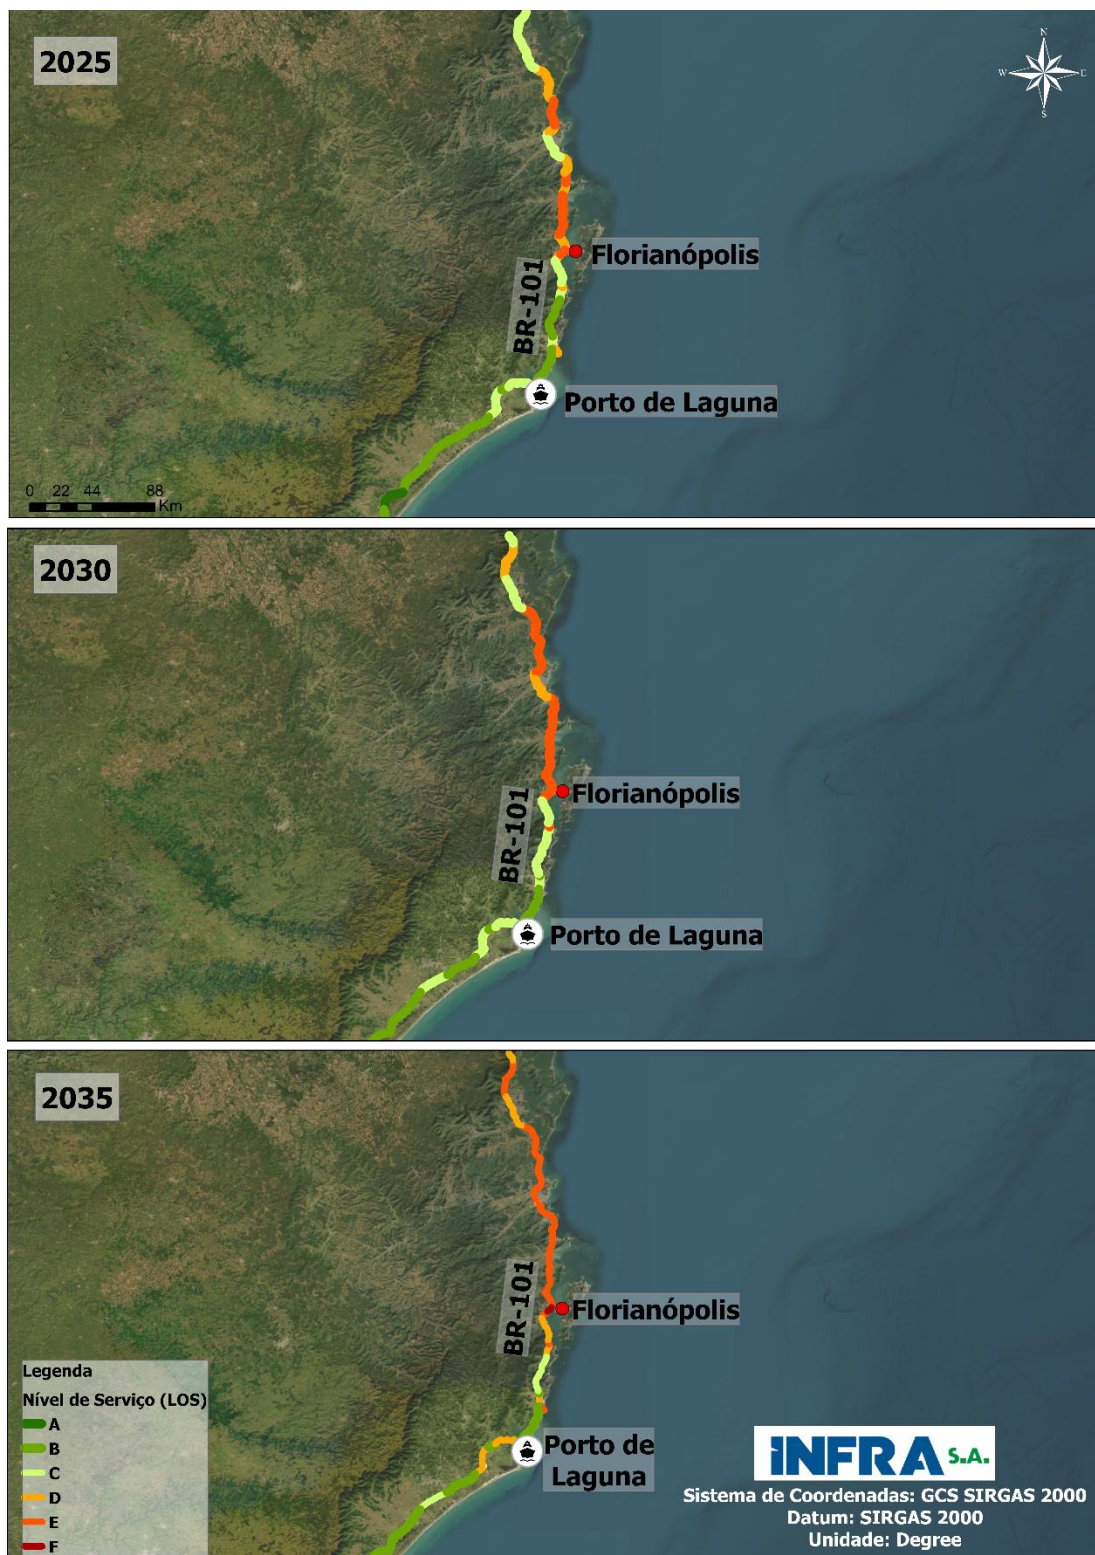 2025
N
W
E
S
Florianópolis
BR-101
Porto de Laguna
0 22 44 88
Km
2030
Florianópolis
BR-101
Porto de Laguna
2035
Florianópolis
BR-101
Porto de
Laguna
Legenda
Nível de Serviço (LOS)
A
B
C
D
E
F
INFRA S.A.
Sistema de Coordenadas: GCS SIRGAS 2000
Datum: SIRGAS 2000
Unidade: Degree